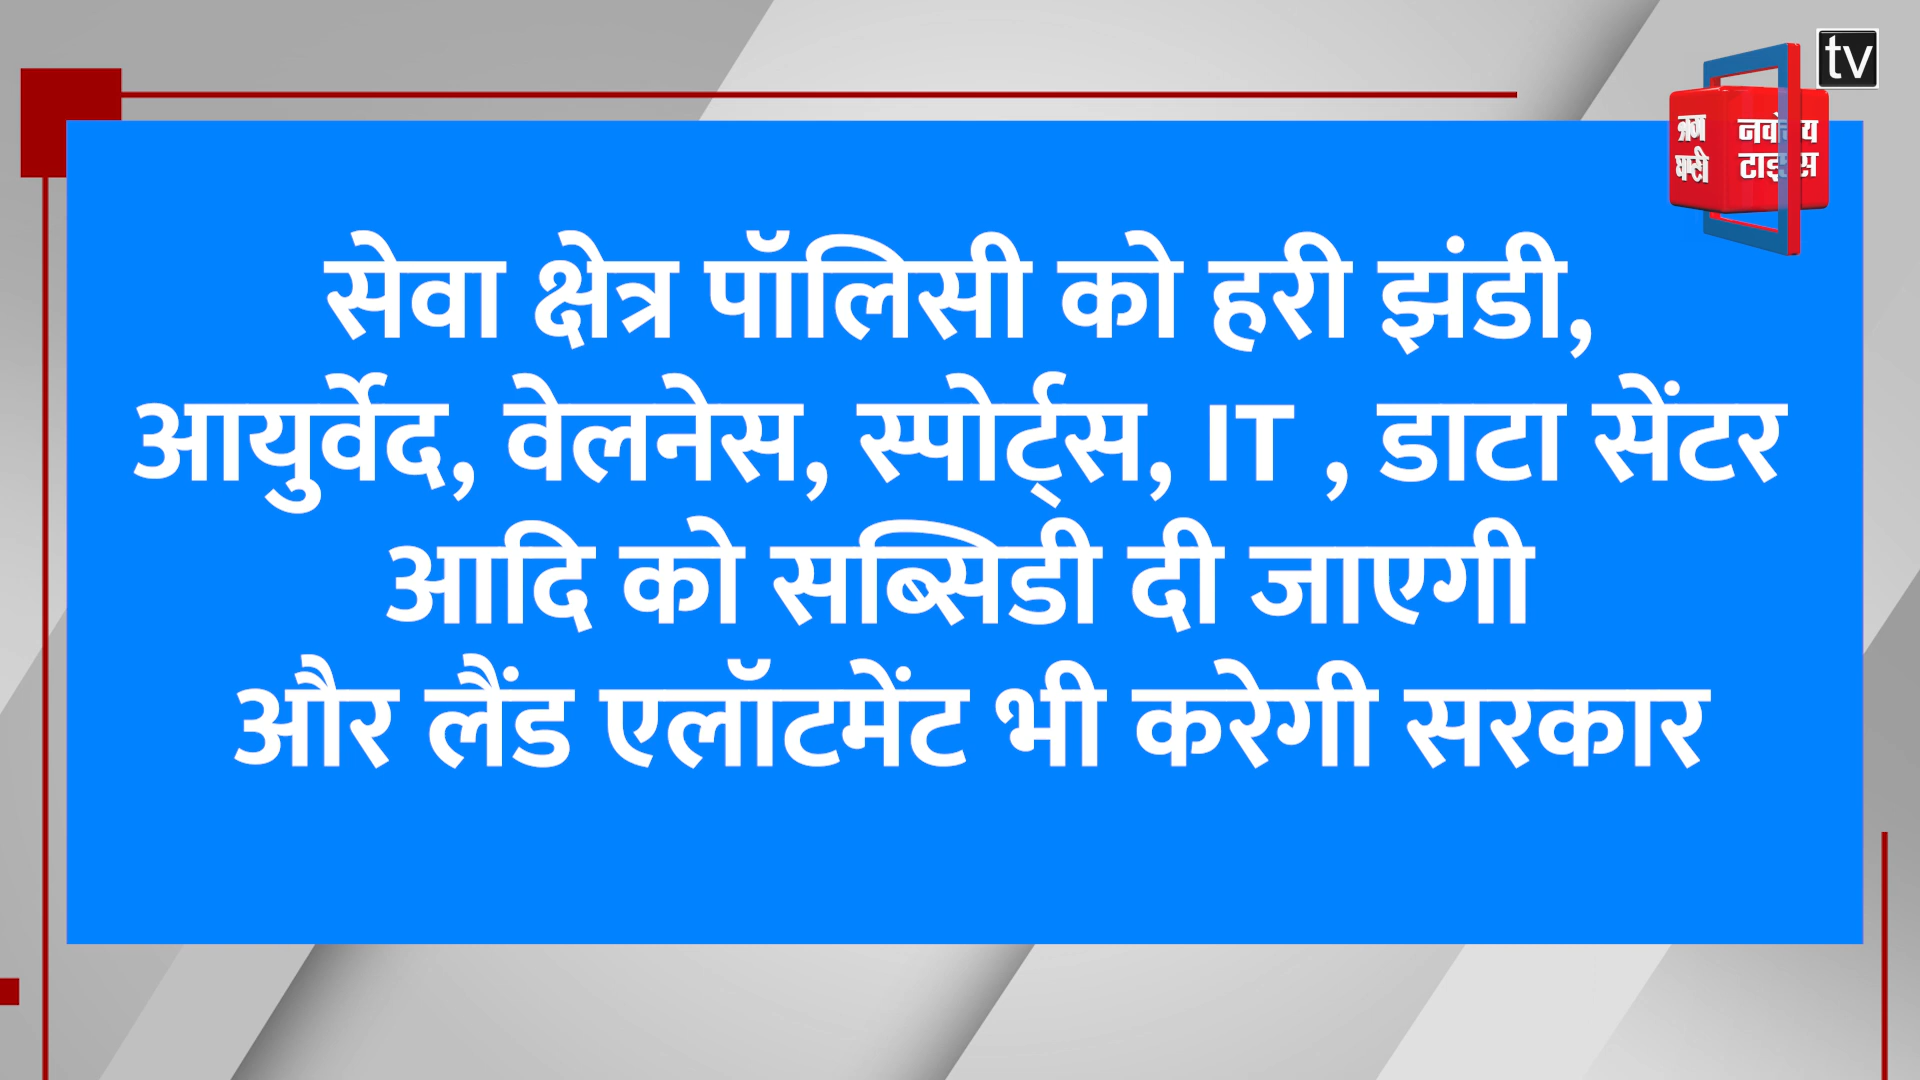 tv
सेवा क्षेत्र पॉलिसी को हरी झंडी,
आयुर्वेद, वेलनेस, स्पोर्ट्स, IT , डाटा सेंटर
आदि को सब्सिडी दी जाएगी
और लैंड एलॉटमेंट भी करेगी सरकार